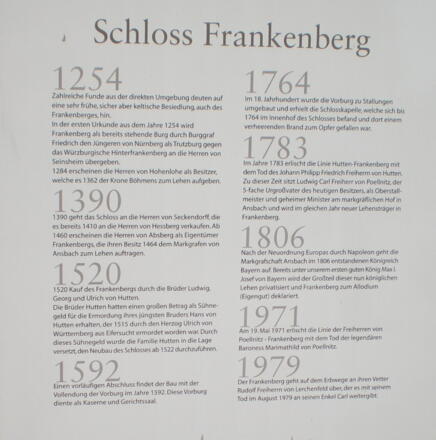 Schloss Frankenberg
1254
Zahlreiche Funde aus der direkten Umgebung deuten auf
eine sehr frühe, sicher aber keltische Besiedlung, auch des
Frankenberges, hin.
In der ersten Urkunde aus dem Jahre 1254 wird
Frankenberg als bereits stehende Burg durch Burggraf
Friedrich den Jüngeren von Nürnberg als Trutzburg gegen
das Würzburgische Hinterfrankenberg an die Herren von
Seinsheim übergeben.
1284 erscheinen die Herren von Hohenlohe als Besitzer,
welche es 1362 der Krone Böhmens zum Lehen aufgeben.
1390
1390 geht das Schloss an die Herren von Seckendorff, die
es bereits 1410 an die Herren von Hessberg verkaufen. Ab
1460 erscheinen die Herren von Absberg als Eigentümer
Frankenbergs, die ihren Besitz 1464 dem Markgrafen von
Ansbach zum Lehen auftragen.
1520
1520 Kauf des Frankenbergs durch die Brüder Ludwig,
Georg und Ulrich von Hutten.
Die Brüder Hutten hatten einen großen Betrag als Sühne-
geld für die Ermordung ihres jüngsten Bruders Hans von
Hutten erhalten, der 1515 durch den Herzog Ulrich von
Württemberg aus Eifersucht ermordet worden war. Durch
dieses Sühnegeld wurde die Familie Hutten in die Lage
versetzt, den Neubau des Schlosses ab 1522 durchzuführen.
1592
Einen vorläufigen Abschluss findet der Bau mit der
Vollendung der Vorburg im Jahre 1592. Diese Vorburg
diente als Kaserne und Gerichtssaal.
1764
Im 18. Jahrhundert wurde die Vorburg zu Stallungen
umgebaut und erhielt die Schlosskapelle, welche sich bis
1764 im Innenhof des Schlosses befand und dort einem
verheerenden Brand zum Opfer gefallen war.
1783
Im Jahre 1783 erlischt die Linie Hutten-Frankenberg mit
dem Tod des Johann Philipp Friedrich Freiherrn von Hutten.
Zu dieser Zeit sitzt Ludwig Carl Freiherr von Poellnitz, der
5-fache Urgroßvater des heutigen Besitzers, als Oberstall-
meister und geheimer Minister am markgräflichen Hof in
Ansbach und wird im gleichen Jahr neuer Lehensträger in
Frankenberg.
1806
Nach der Neuordnung Europas durch Napoleon geht die
Markgrafschaft Ansbach im 1806 entstandenen Königreich
Bayern auf. Bereits unter unserem ersten guten König Max I.
Josef von Bayern wird der Großteil dieser nun königlichen
Lehen privatisiert und Frankenberg zum Allodium
(Eigengut) deklariert.
1971
Am 19. Mai 1971 erlischt die Linie der Freiherren von
Poellnitz - Frankenberg mit dem Tod der legendären
Baroness Marimathild von Poellnitz.
1979
Der Frankenberg geht auf dem Erbwege an ihren Vetter
Rudolf Freiherrn von Lerchenfeld über, der es mit seinem
Tod im August 1979 an seinen Enkel Carl weitergibt.